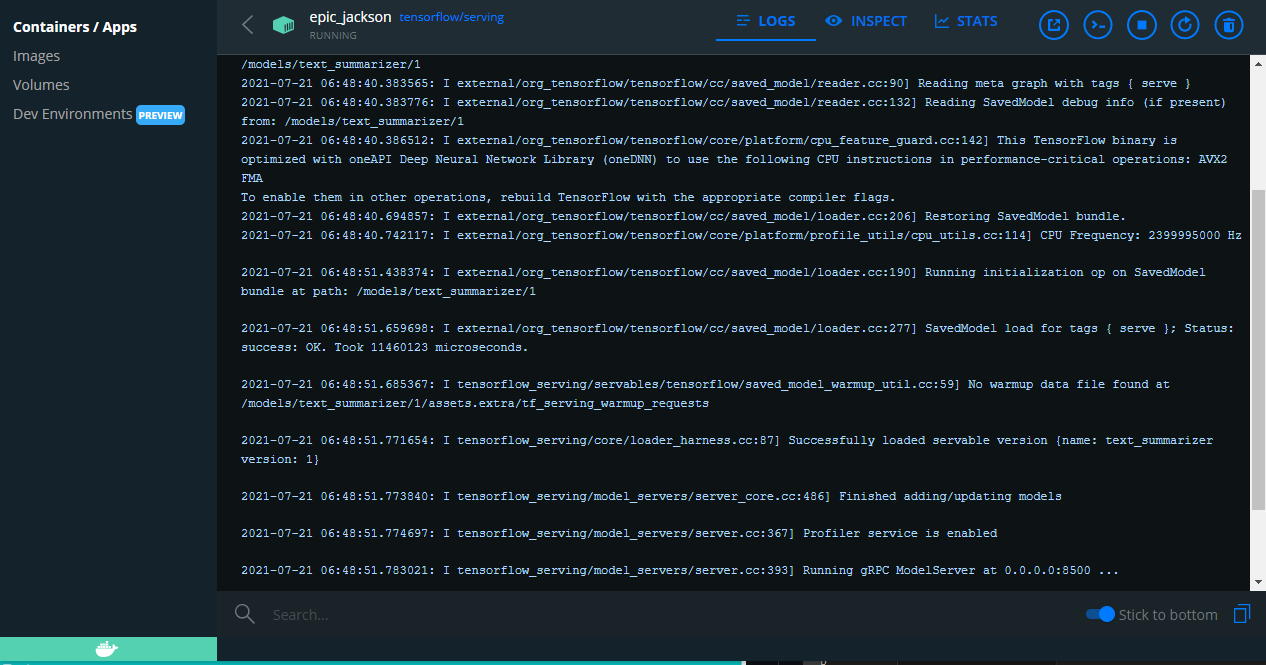 Containers / Apps
Images
Volumes
Dev Environments PREVIEW
epic_jackson tensorflow/serving
RUNNING
LOGS
INSPECT
STATS
/models/text_summarizer/1
2021-07-21 06:48:40.383565: I external/org_tensorflow/tensorflow/cc/saved_model/reader.cc:90] Reading meta graph with tags { serve }
2021-07-21 06:48:40.383776: I external/org_tensorflow/tensorflow/cc/saved_model/reader.cc:132] Reading SavedModel debug info (if present)
from: /models/text_summarizer/1
2021-07-21 06:48:40.386512: I external/org_tensorflow/tensorflow/core/platform/cpu_feature_guard.cc:142] This TensorFlow binary is
optimized with oneAPI Deep Neural Network Library (oneDNN) to use the following CPU instructions in performance-critical operations: AVX2
FMA
To enable them in other operations, rebuild TensorFlow with the appropriate compiler flags.
2021-07-21 06:48:40.694857: I external/org_tensorflow/tensorflow/cc/saved_model/loader.cc:206] Restoring SavedModel bundle.
2021-07-21 06:48:40.742117: I external/org_tensorflow/tensorflow/core/platform/profile_utils/cpu_utils.cc:114] CPU Frequency: 2399995000 Hz
2021-07-21 06:48:51.438374: I external/org_tensorflow/tensorflow/cc/saved_model/loader.cc:190] Running initialization op on SavedModel
bundle at path: /models/text_summarizer/1
2021-07-21 06:48:51.659698: I external/org_tensorflow/tensorflow/cc/saved_model/loader.cc:277] SavedModel load for tags { serve }; Status:
success: OK. Took 11460123 microseconds.
2021-07-21 06:48:51.685367: I tensorflow_serving/servables/tensorflow/saved_model_warmup_util.cc:59] No warmup data file found at
/models/text_summarizer/1/assets.extra/tf_serving_warmup_requests
2021-07-21 06:48:51.771654: I tensorflow_serving/core/loader_harness.cc:87] Successfully loaded servable version {name: text_summarizer
version: 1}
2021-07-21 06:48:51.773840: I tensorflow_serving/model_servers/server_core.cc:486] Finished adding/updating models
2021-07-21 06:48:51.774697: I tensorflow_serving/model_servers/server.cc:367] Profiler service is enabled
2021-07-21 06:48:51.783021: I tensorflow_serving/model_servers/server.cc:393] Running gRPC ModelServer at 0.0.0.0:8500 ...
Search...
Stick to bottom